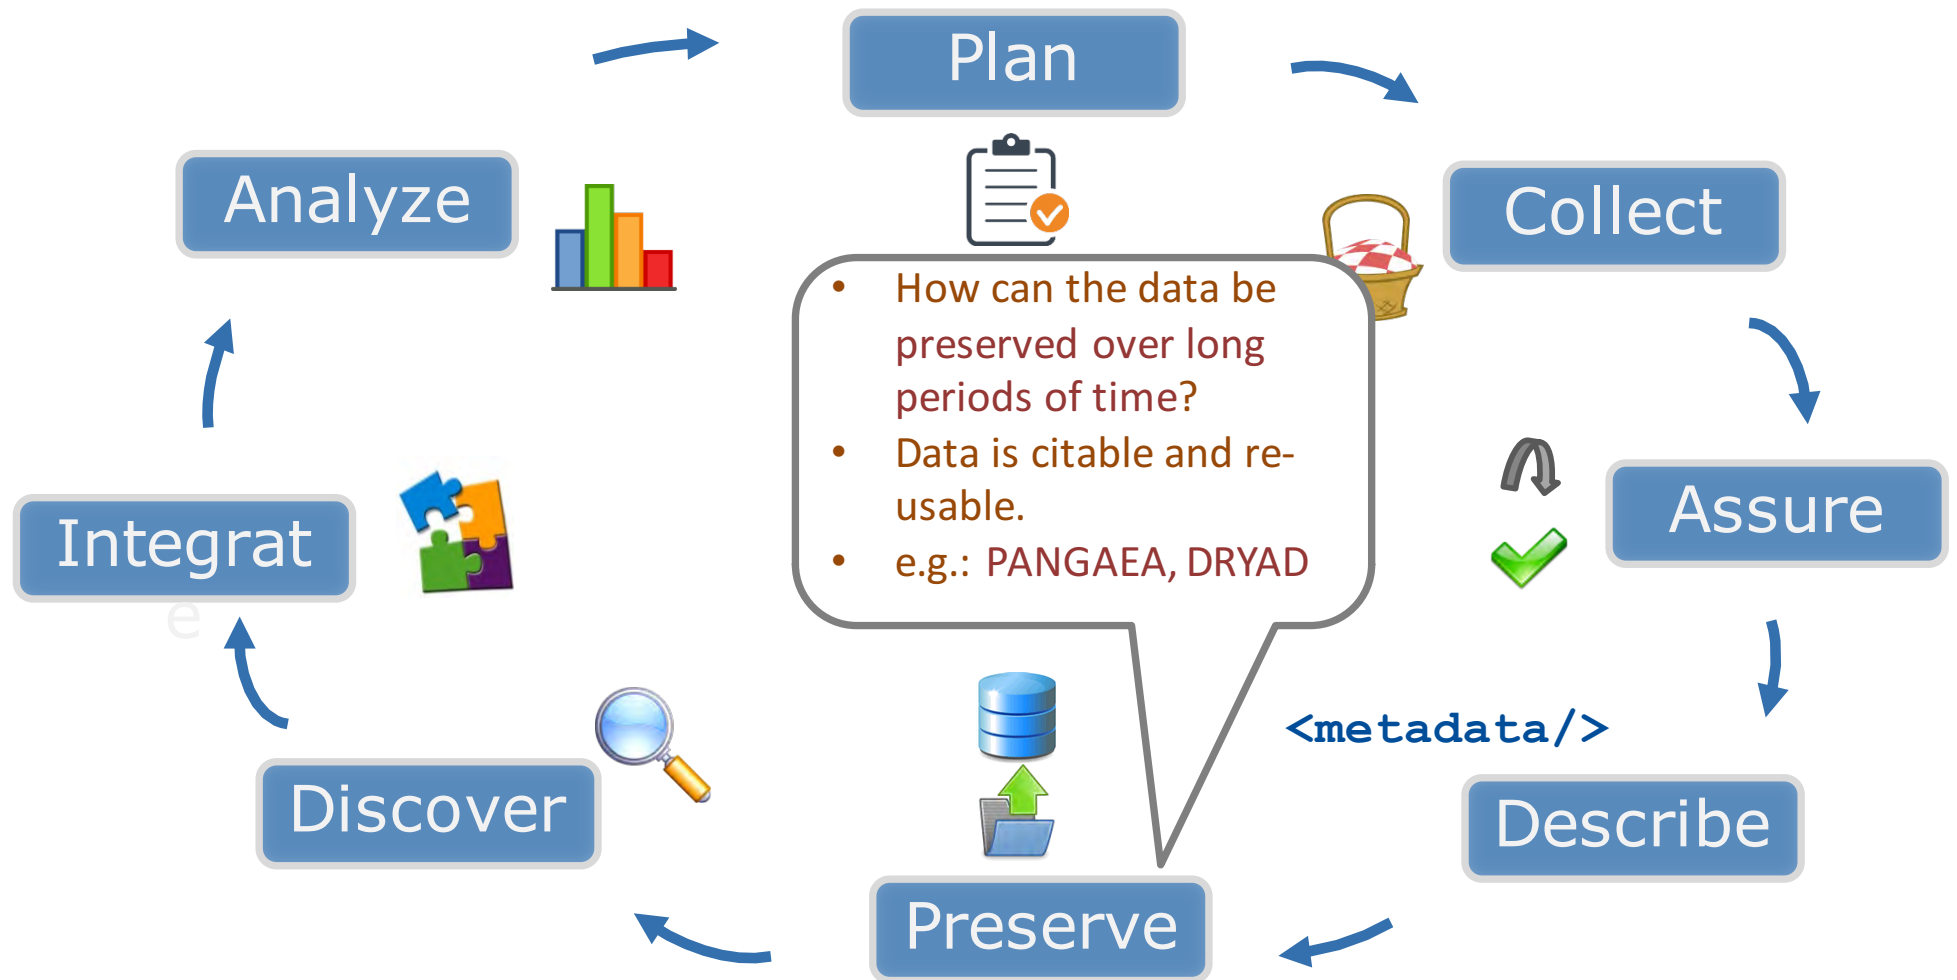 Plan
Analyze
Collect
• How can the data be
preserved over long
periods of time?
• Data is citable and re-
usable.
• e.g.: PANGAEA, DRYAD
Assure
Integrat
e
<metadata/>
Discover
Describe
Preserve